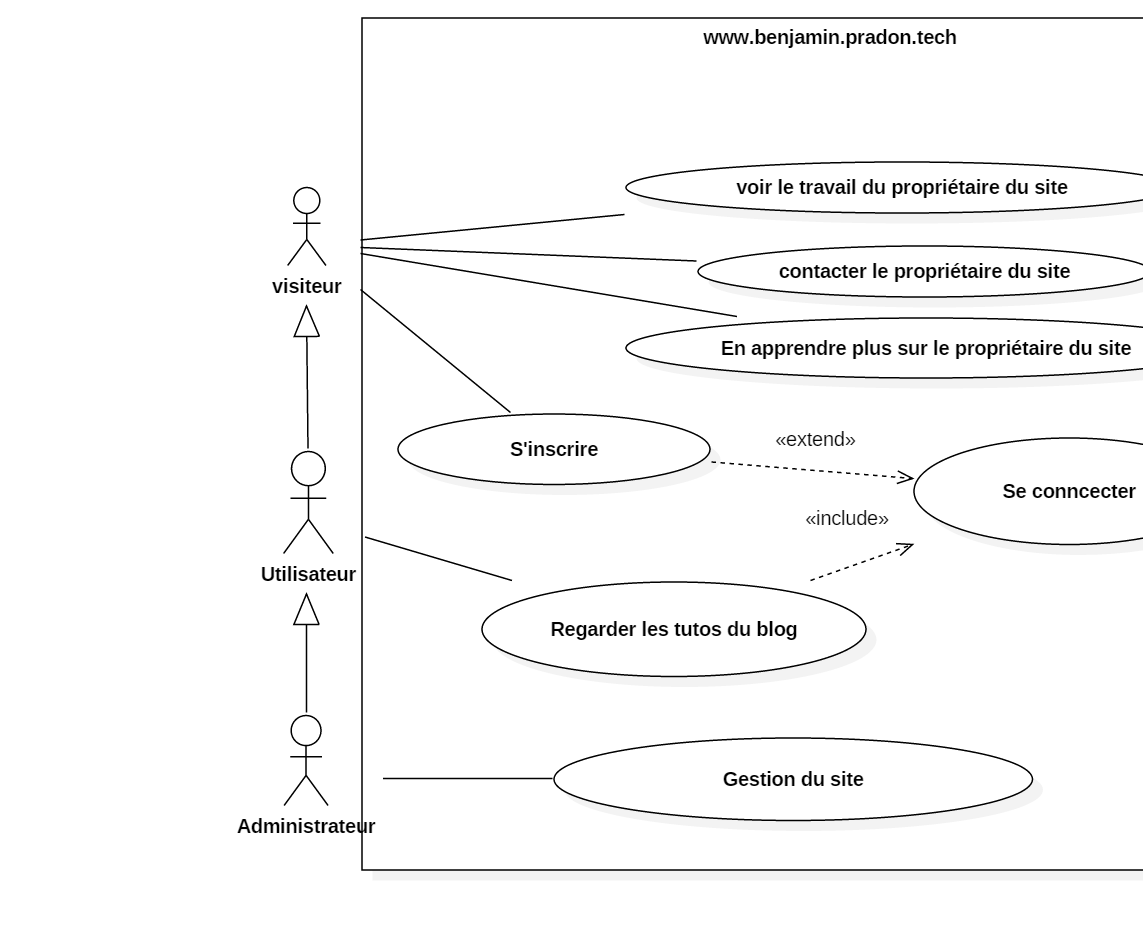 www.benjamin.pradon.tech
voir le travail du propriétaire du site
contacter le propriétaire du site
visiteur
En apprendre plus sur le propriétaire du site
«extend»
S'inscrire
Se conncecter
«include»
Utilisateur
Regarder les tutos du blog
Gestion du site
Administrateur